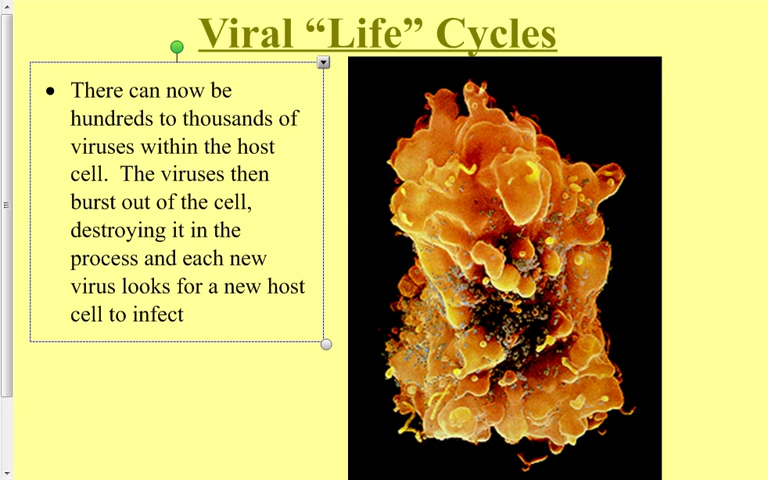 Viral “Life” Cycles
• There can now be
hundreds to thousands of
viruses within the host
cell.  The viruses then
burst out of the cell,
destroying it in the
process and each new
virus looks for a new host
cell to infect